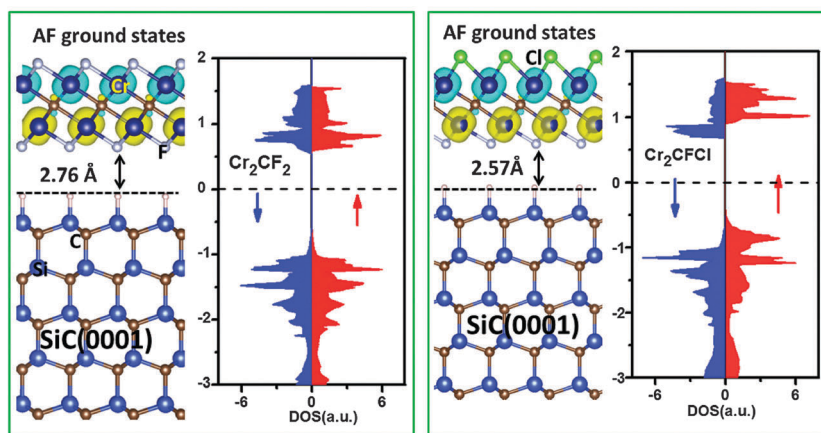 AF ground states
Cr
F
2.76 Å
C
Si
SiC(0001)
2
1
0
-1
-2
-3
Cr₂CF₂
-6 0 6
DOS(a.u.)
AF ground states
Cl
2.57Å
SiC(0001)
2
1
0
-1
-2
-3
Cr₂CFCl
-6 0 6
DOS(a.u.)